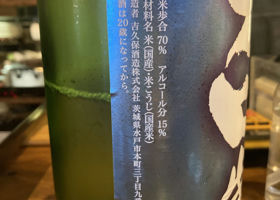 米歩合 70% アルコール分 15%
材料名 米(国産)・米こうじ(国産米)
造者 吉久保酒造株式会社 茨城県水戸市本町三丁目九
酒は20歳になってから。